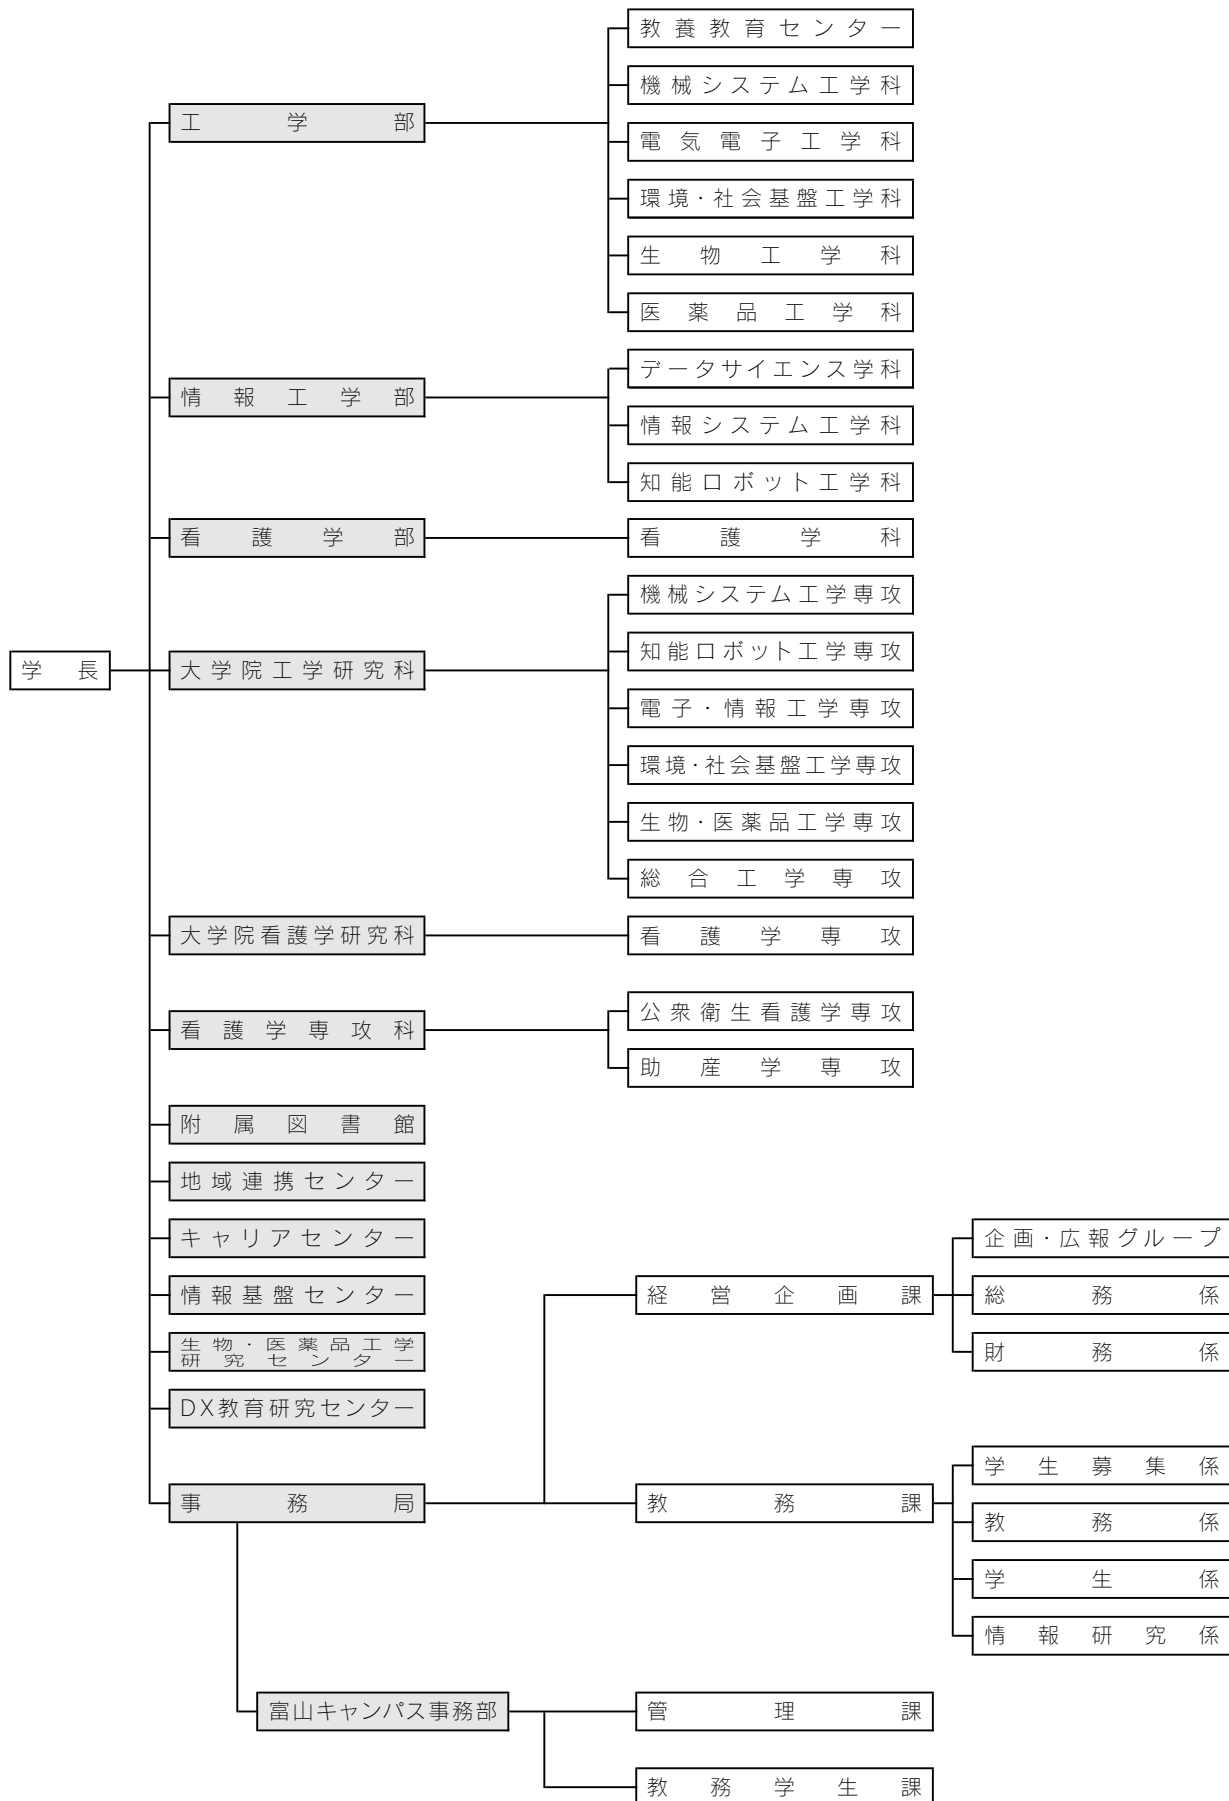 教養教育センター
機械システム工学科
工学部
電気電子工学科
環境・社会基盤工学科
生物工学科
医薬品工学科
データサイエンス学科
情報工学部
情報システム工学科
知能ロボット工学科
看護学部
看護学科
機械システム工学専攻
知能ロボット工学専攻
学長
大学院工学研究科
電子・情報工学専攻
環境・社会基盤工学専攻
生物・医薬品工学専攻
総合工学専攻
大学院看護学研究科
看護学専攻
公衆衛生看護学専攻
看護学専攻科
助産学専攻
附属図書館
地域連携センター
キャリアセンター
企画・広報グループ
情報基盤センター
経営企画課
総務係
生物・医薬品工学
研究センター
財務係
DX教育研究センター
学生募集係
事務局
教務課
教務係
学生係
情報研究係
富山キャンパス事務部
管理課
教務学生課